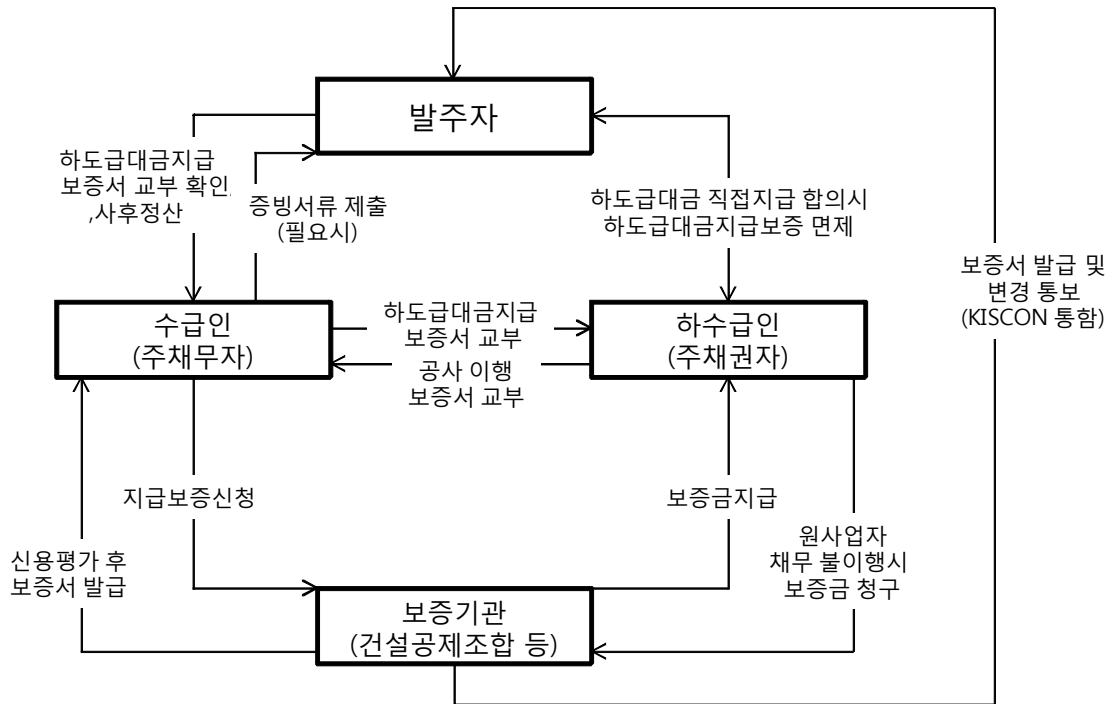 발주자
하도급대금지급
보증서 교부 확인
,사후정산
증빙서류 제출
(필요시)
하도급대금 직접지급 합의시
하도급대금지급보증 면제
보증서 발급 및
변경 통보
(KISCON 통함)
수급인
(주채무자)
하도급대금지급
보증서 교부
공사 이행
보증서 교부
하수급인
(주채권자)
지급보증신청
보증금지급
신용평가 후
보증서 발급
원사업자
채무 불이행시
보증금 청구
보증기관
(건설공제조합 등)